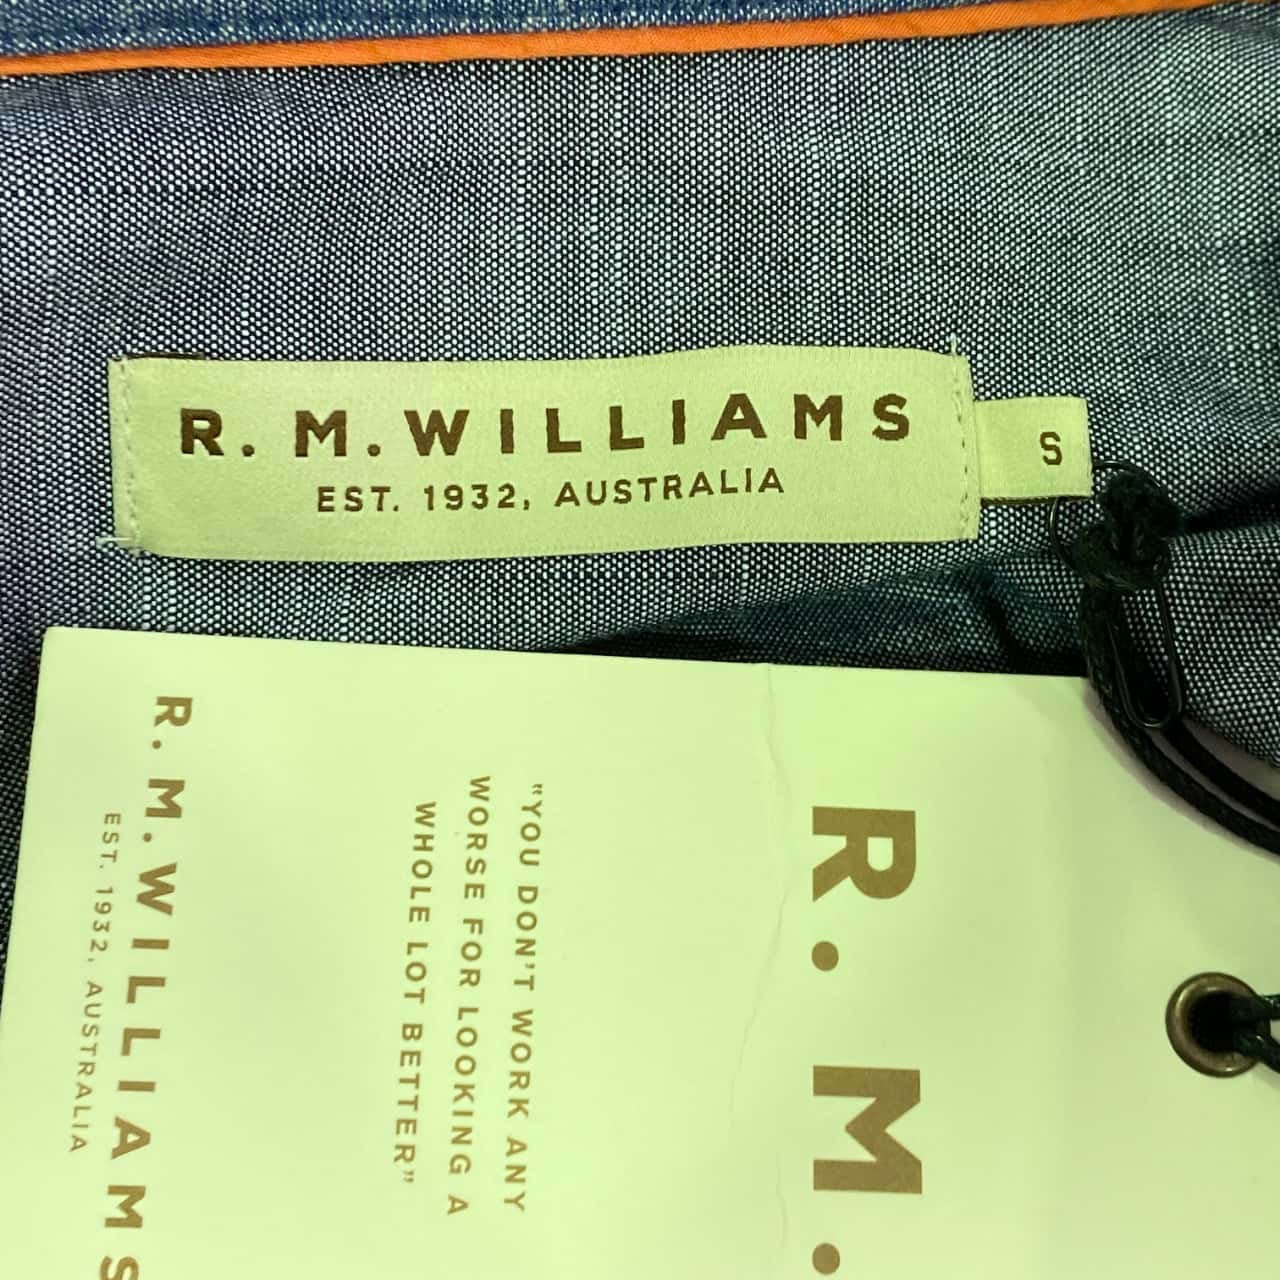 R. M. WILLIAMS
EST. 1932, AUSTRALIA
S
R. M.
"YOU DON'T WORK ANY
WORSE FOR LOOKING A
WHOLE LOT BETTER"
R. M. WILLIAMS
EST. 1932, AUSTRALIA